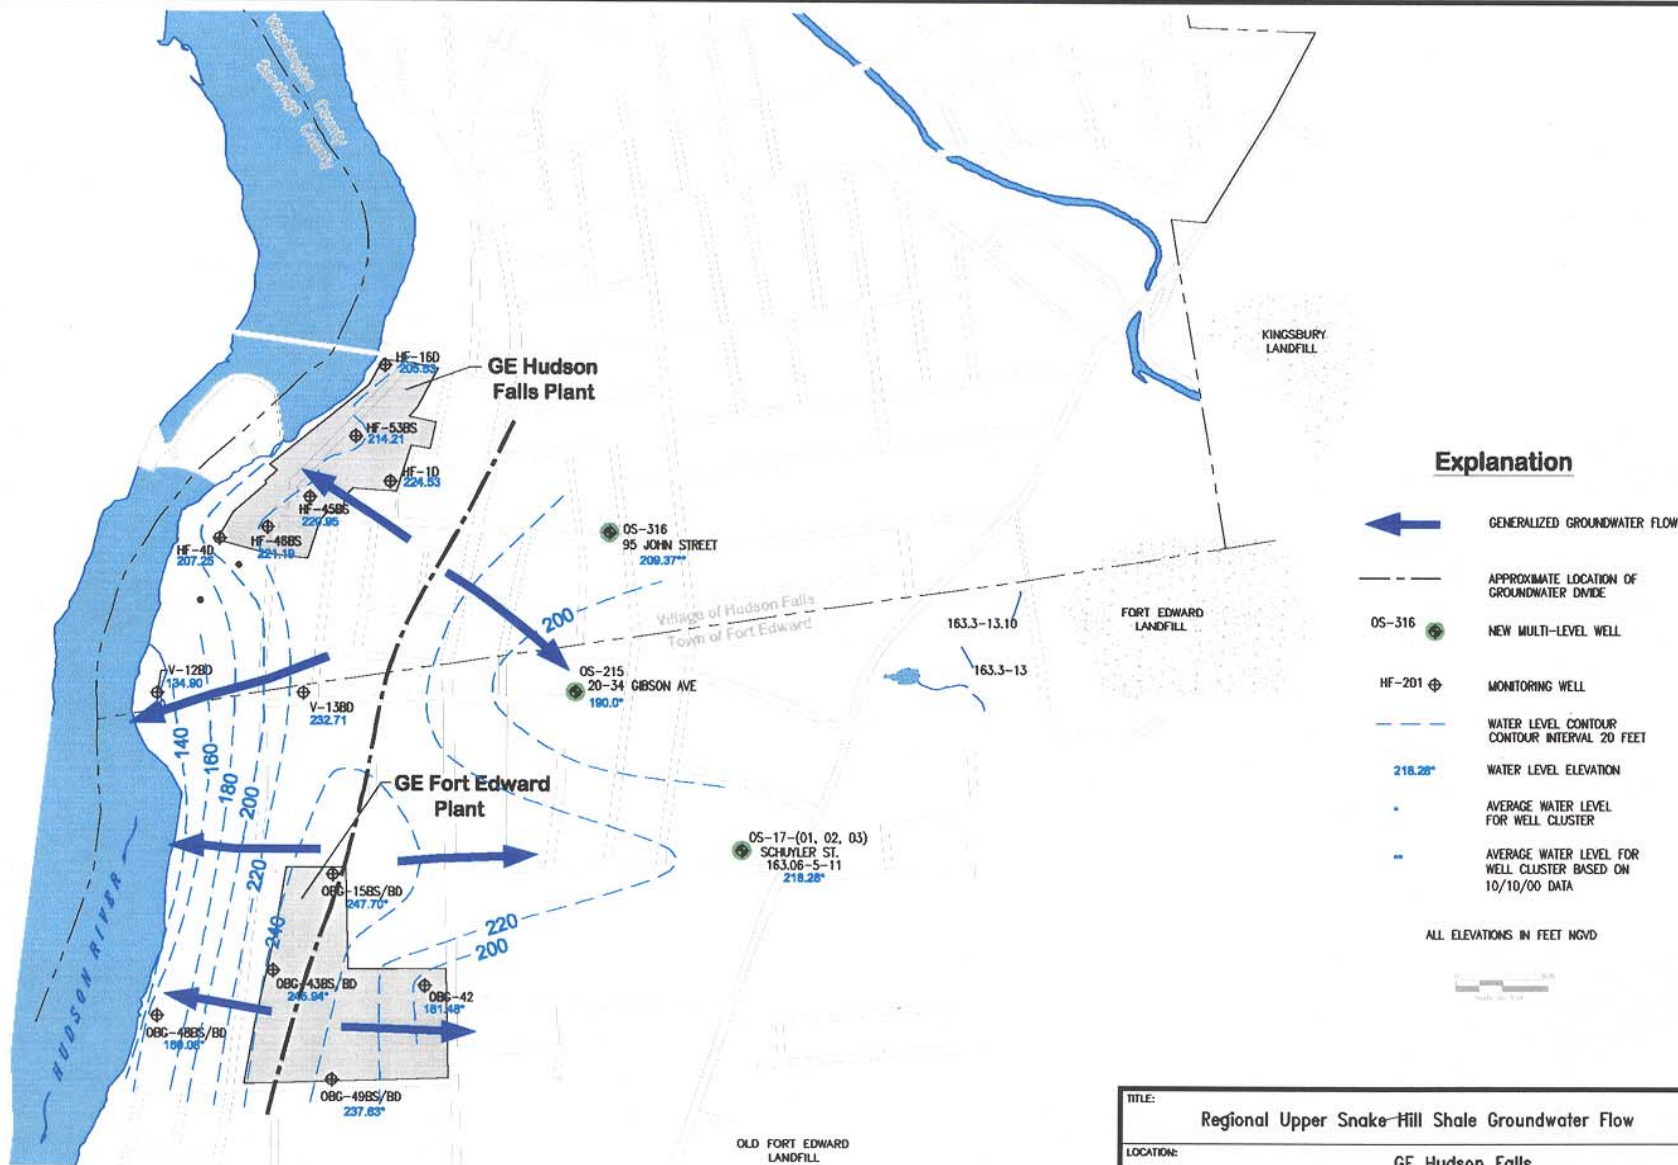 Washington County
Saratoga County
HF-16D
205.53
GE Hudson
Falls Plant
HF-53BS
214.21
HF-1D
224.53
HF-45BS
220.95
HF-46BS
221.19
HF-4D
207.25
OS-316
95 JOHN STREET
209.37**
200
Village of Hudson Falls
Town of Fort Edward
OS-215
20-34 GIBSON AVE
190.0*
V-12BD
134.90
V-13BD
232.71
140
160
180
200
220
240
GE Fort Edward
Plant
OS-17-(01, 02, 03)
SCHUYLER ST.
163.06-5-11
218.28*
OBG-15BS/BD
247.70*
220
200
OBG-43BS/BD
OBG-42
181.48*
OBG-48BS/BD
OBG-49BS/BD
237.63*
HUDSON RIVER
KINGSBURY
LANDFILL
FORT EDWARD
LANDFILL
163.3-13.10
163.3-13
OLD FORT EDWARD
LANDFILL
Explanation
GENERALIZED GROUNDWATER FLOW
APPROXIMATE LOCATION OF
GROUNDWATER DIVIDE
OS-316 NEW MULTI-LEVEL WELL
HF-201 MONITORING WELL
WATER LEVEL CONTOUR
CONTOUR INTERVAL 20 FEET
218.28* WATER LEVEL ELEVATION
* AVERAGE WATER LEVEL
FOR WELL CLUSTER
** AVERAGE WATER LEVEL FOR
WELL CLUSTER BASED ON
10/10/00 DATA
ALL ELEVATIONS IN FEET NGVD
TITLE:
Regional Upper Snake Hill Shale Groundwater Flow
LOCATION:
GE Hudson Falls